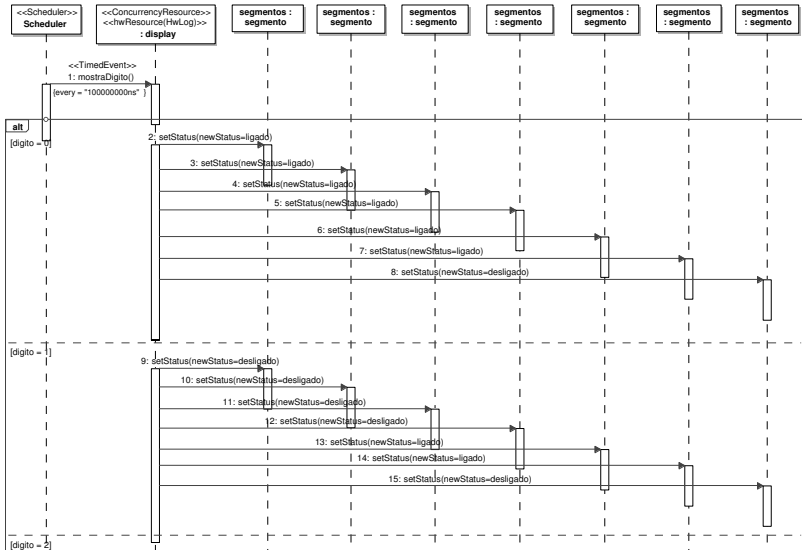 <<Scheduler>>
Scheduler
<<ConcurrencyResource>>
<<hwResource(HwLog)>>
: display
segmentos :
segmento
segmentos
: segmento
segmentos
: segmento
segmentos
: segmento
segmentos
: segmento
segmentos
: segmento
segmentos
: segmento
<<TimedEvent>>
1: mostraDigito()
{every = "100000000ns" }
alt
[digito = 0]
2: setStatus(newStatus=ligado)
3: setStatus(newStatus=ligado)
4: setStatus(newStatus=ligado)
5: setStatus(newStatus=ligado)
6: setStatus(newStatus=ligado)
7: setStatus(newStatus=ligado)
8: setStatus(newStatus=desligado)
[digito = 1]
9: setStatus(newStatus=desligado)
10: setStatus(newStatus=desligado)
11: setStatus(newStatus=desligado)
12: setStatus(newStatus=desligado)
13: setStatus(newStatus=ligado)
14: setStatus(newStatus=ligado)
15: setStatus(newStatus=desligado)
[digito = 2]